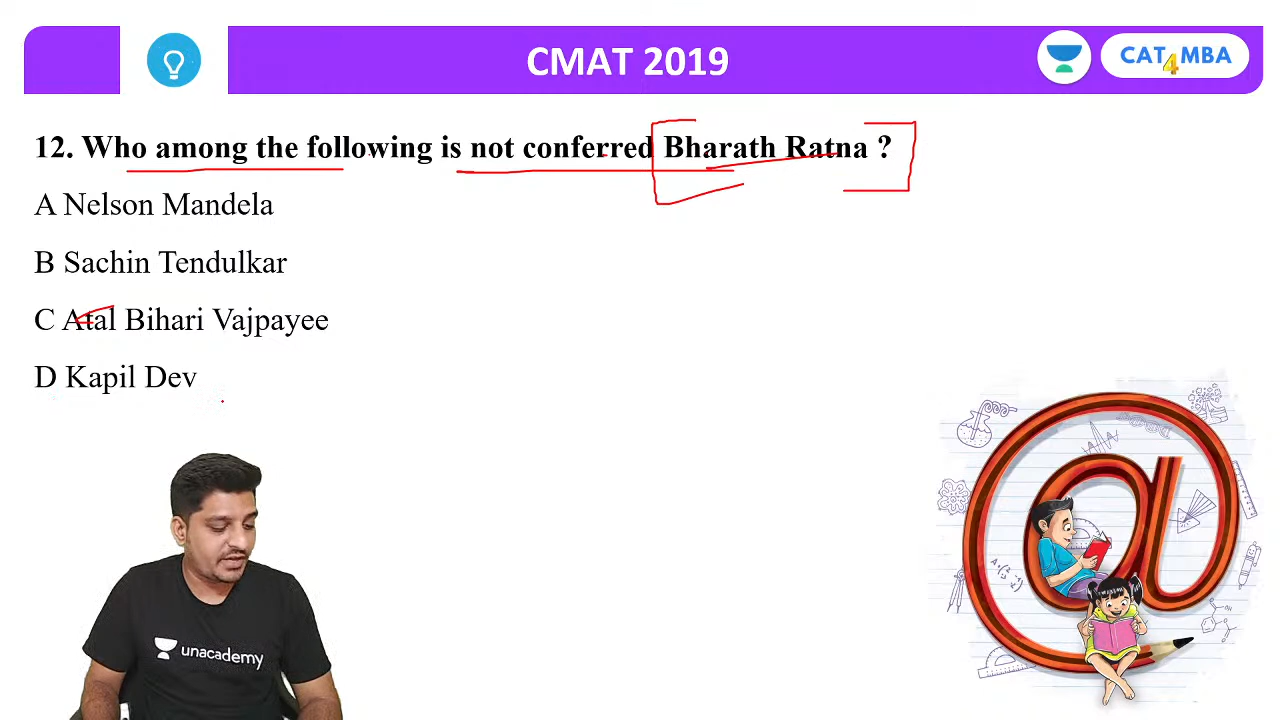 CMAT 2019
CAT4MBA
12. Who among the following is not conferred Bharath Ratna ?
A Nelson Mandela
B Sachin Tendulkar
C Atal Bihari Vajpayee
D Kapil Dev
unacademy